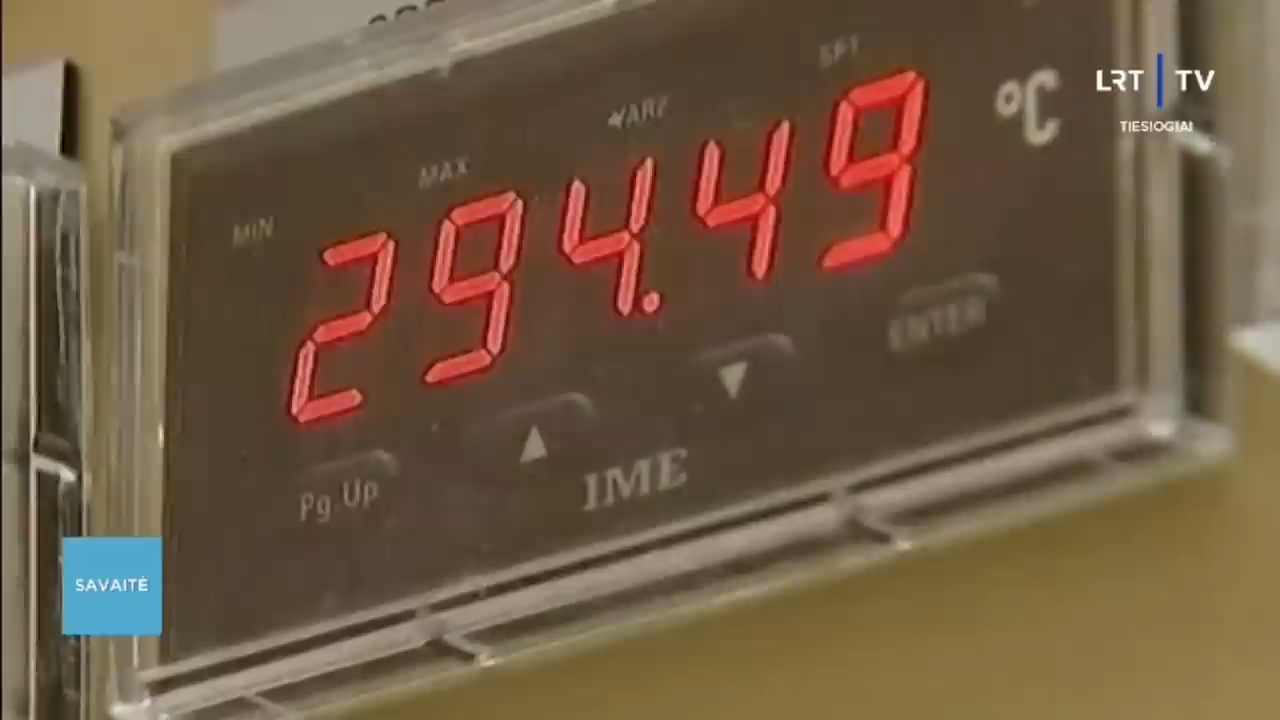 LRT | TV
TIESIOGIAI
MIN
MAX
SPT
294.49
°C
Pg.Up
▲
▼
ENTER
IME
SAVAITĖ